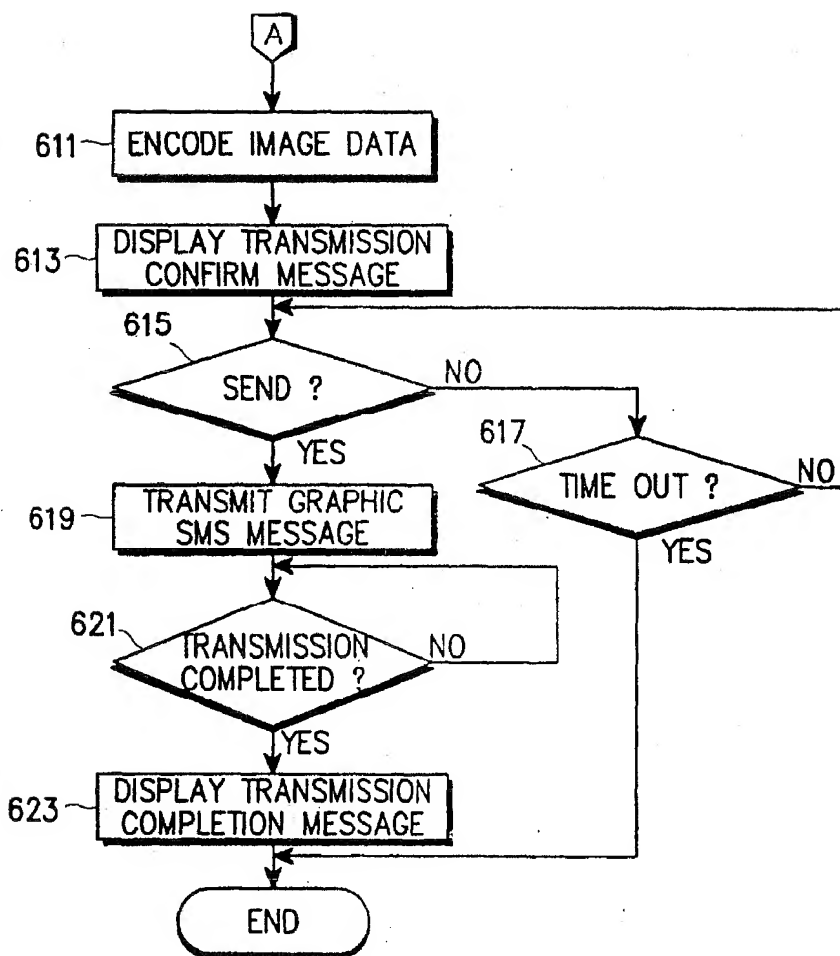 A
611
ENCODE IMAGE DATA
613
DISPLAY TRANSMISSION
CONFIRM MESSAGE
615
SEND ?
NO
YES
617
TIME OUT ?
NO
YES
619
TRANSMIT GRAPHIC
SMS MESSAGE
621
TRANSMISSION
COMPLETED ?
NO
YES
623
DISPLAY TRANSMISSION
COMPLETION MESSAGE
END